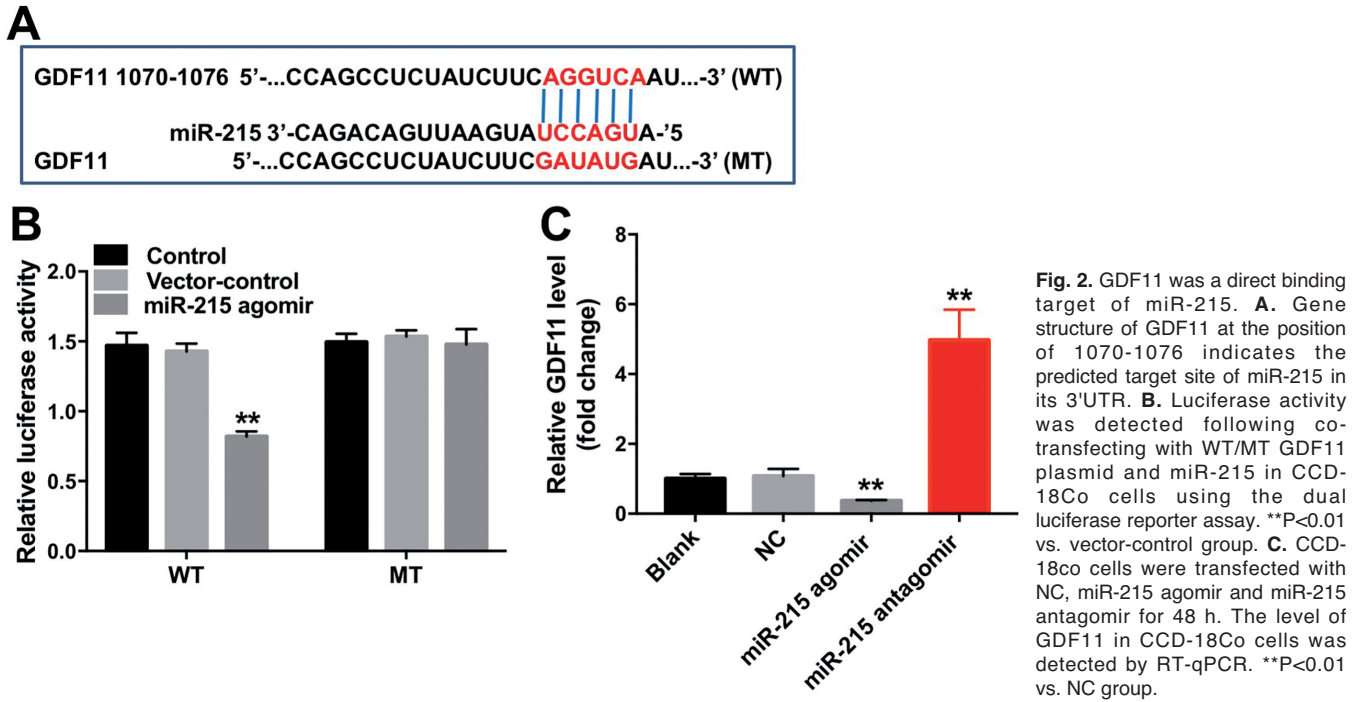 A
GDF11 1070-1076 5'-...CCAGCCUCUAUCUUCAGGUCAAU...-3' (WT)
miR-215 3'-CAGACAGUUAAGUAUCCAGUA-'5
GDF11 5'-...CCAGCCUCUAUCUUCGAUAUGAU...-3' (MT)
B
Control
Vector-control
miR-215 agomir
Relative luciferase activity
2.0
1.5
1.0
0.5
0.0
**
WT
MT
C
Relative GDF11 level
(fold change)
8
6
4
2
0
**
**
Blank
NC
miR-215 agomir
miR-215 antagomir
Fig. 2. GDF11 was a direct binding
target of miR-215. A. Gene
structure of GDF11 at the position
of 1070-1076 indicates the
predicted target site of miR-215 in
its 3'UTR. B. Luciferase activity
was detected following co-
transfecting with WT/MT GDF11
plasmid and miR-215 in CCD-
18Co cells using the dual
luciferase reporter assay. **P<0.01
vs. vector-control group. C. CCD-
18co cells were transfected with
NC, miR-215 agomir and miR-215
antagomir for 48 h. The level of
GDF11 in CCD-18Co cells was
detected by RT-qPCR. **P<0.01
vs. NC group.